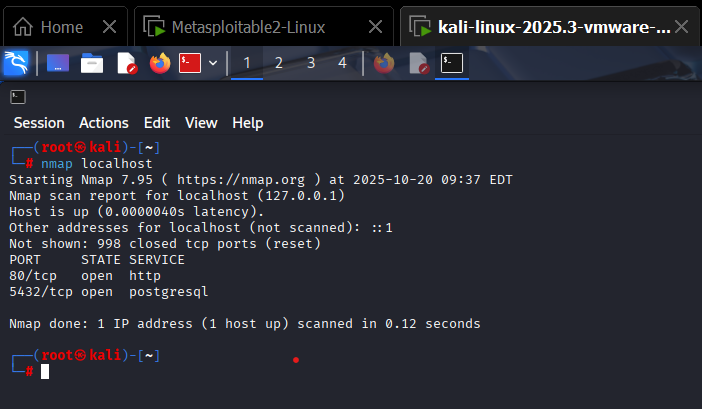 Home Metasploitable2-Linux kali-linux-2025.3-vmware-...
1 2 3 4
Session Actions Edit View Help
┌──(root㉿kali)-[~]
└─# nmap localhost
Starting Nmap 7.95 ( https://nmap.org ) at 2025-10-20 09:37 EDT
Nmap scan report for localhost (127.0.0.1)
Host is up (0.0000040s latency).
Other addresses for localhost (not scanned): ::1
Not shown: 998 closed tcp ports (reset)
PORT     STATE SERVICE
80/tcp   open  http
5432/tcp open  postgresql
Nmap done: 1 IP address (1 host up) scanned in 0.12 seconds
┌──(root㉿kali)-[~]
└─#